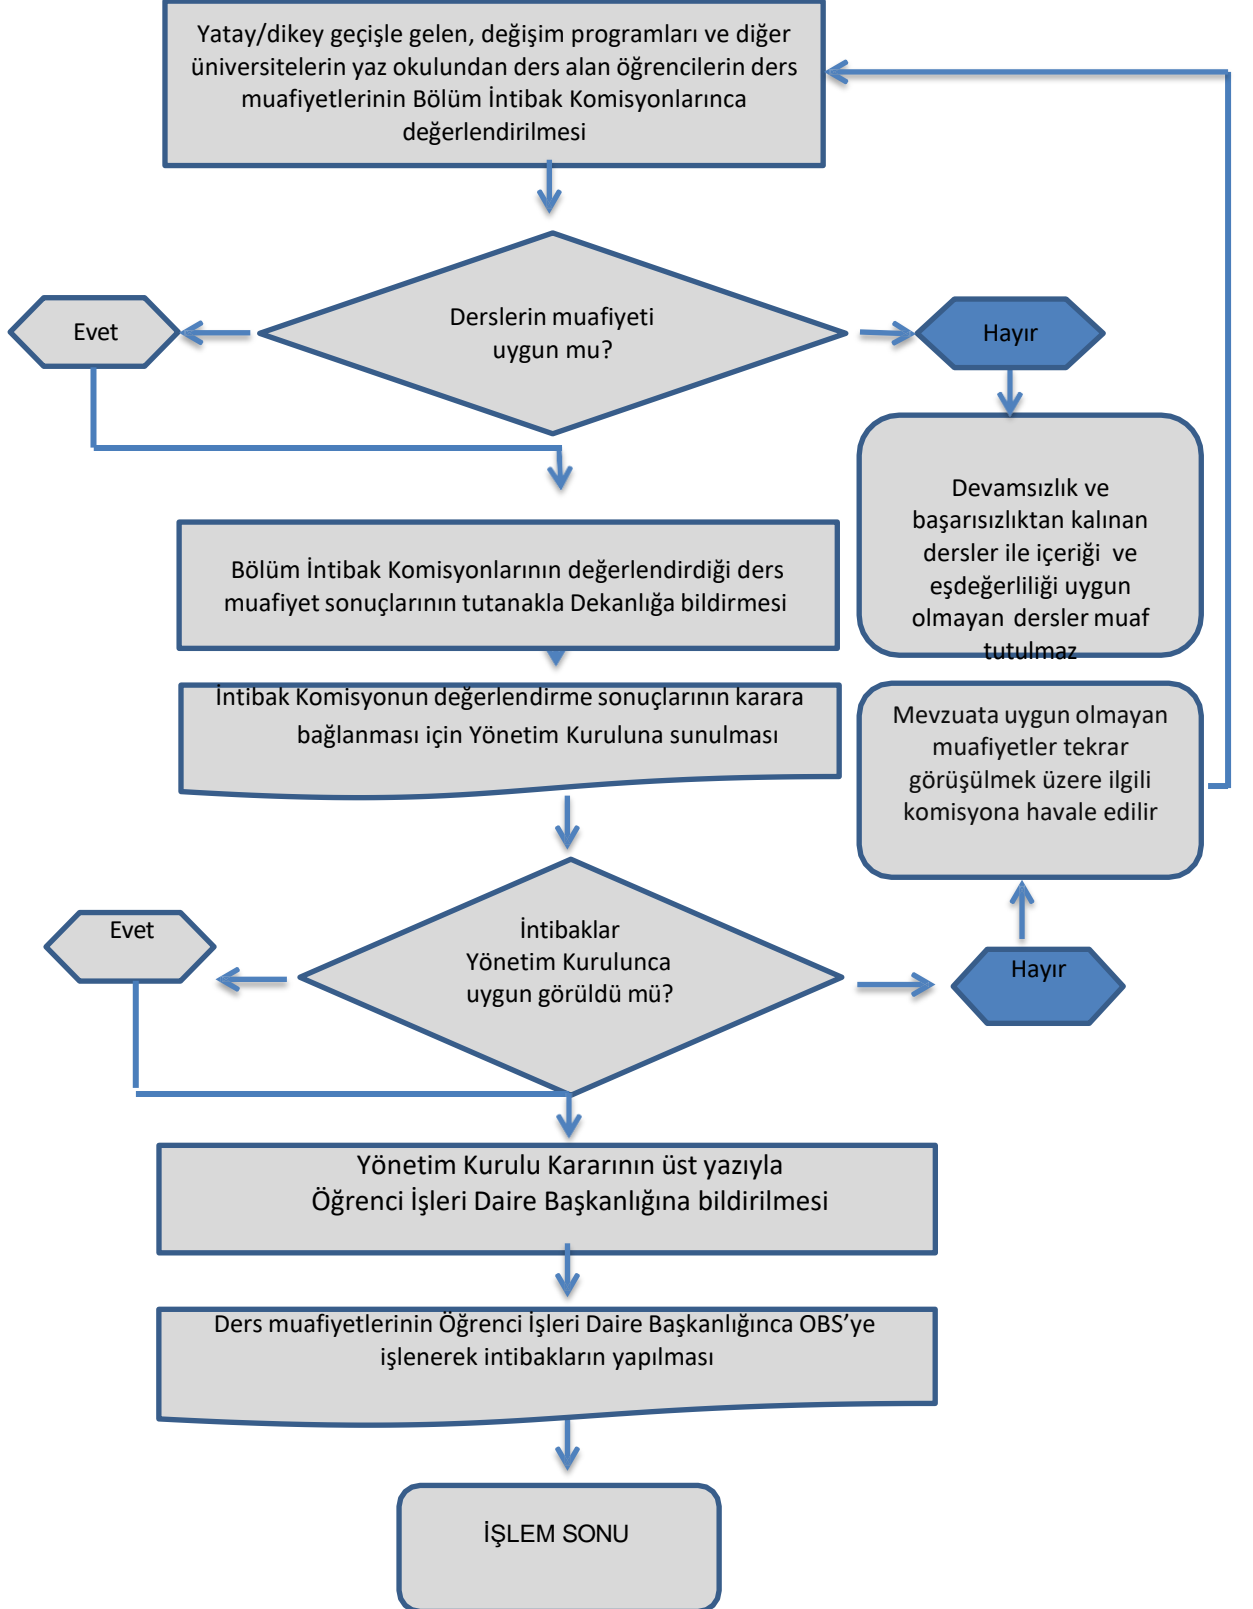 Yatay/dikey geçişle gelen, değişim programları ve diğer
üniversitelerin yaz okulundan ders alan öğrencilerin ders
muafiyetlerinin Bölüm İntibak Komisyonlarınca
değerlendirilmesi
Derslerin muafiyeti
uygun mu?
Evet
Hayır
Devamsızlık ve
başarısızlıktan kalınan
dersler ile içeriği ve
eşdeğerliliği uygun
olmayan dersler muaf
tutulmaz
Bölüm İntibak Komisyonlarının değerlendirdiği ders
muafiyet sonuçlarının tutanakla Dekanlığa bildirmesi
İntibak Komisyonun değerlendirme sonuçlarının karara
bağlanması için Yönetim Kuruluna sunulması
Mevzuata uygun olmayan
muafiyetler tekrar
görüşülmek üzere ilgili
komisyona havale edilir
İntibaklar
Yönetim Kurulunca
uygun görüldü mü?
Evet
Hayır
Yönetim Kurulu Kararının üst yazıyla
Öğrenci İşleri Daire Başkanlığına bildirilmesi
Ders muafiyetlerinin Öğrenci İşleri Daire Başkanlığınca OBS’ye
işlenerek intibakların yapılması
İŞLEM SONU